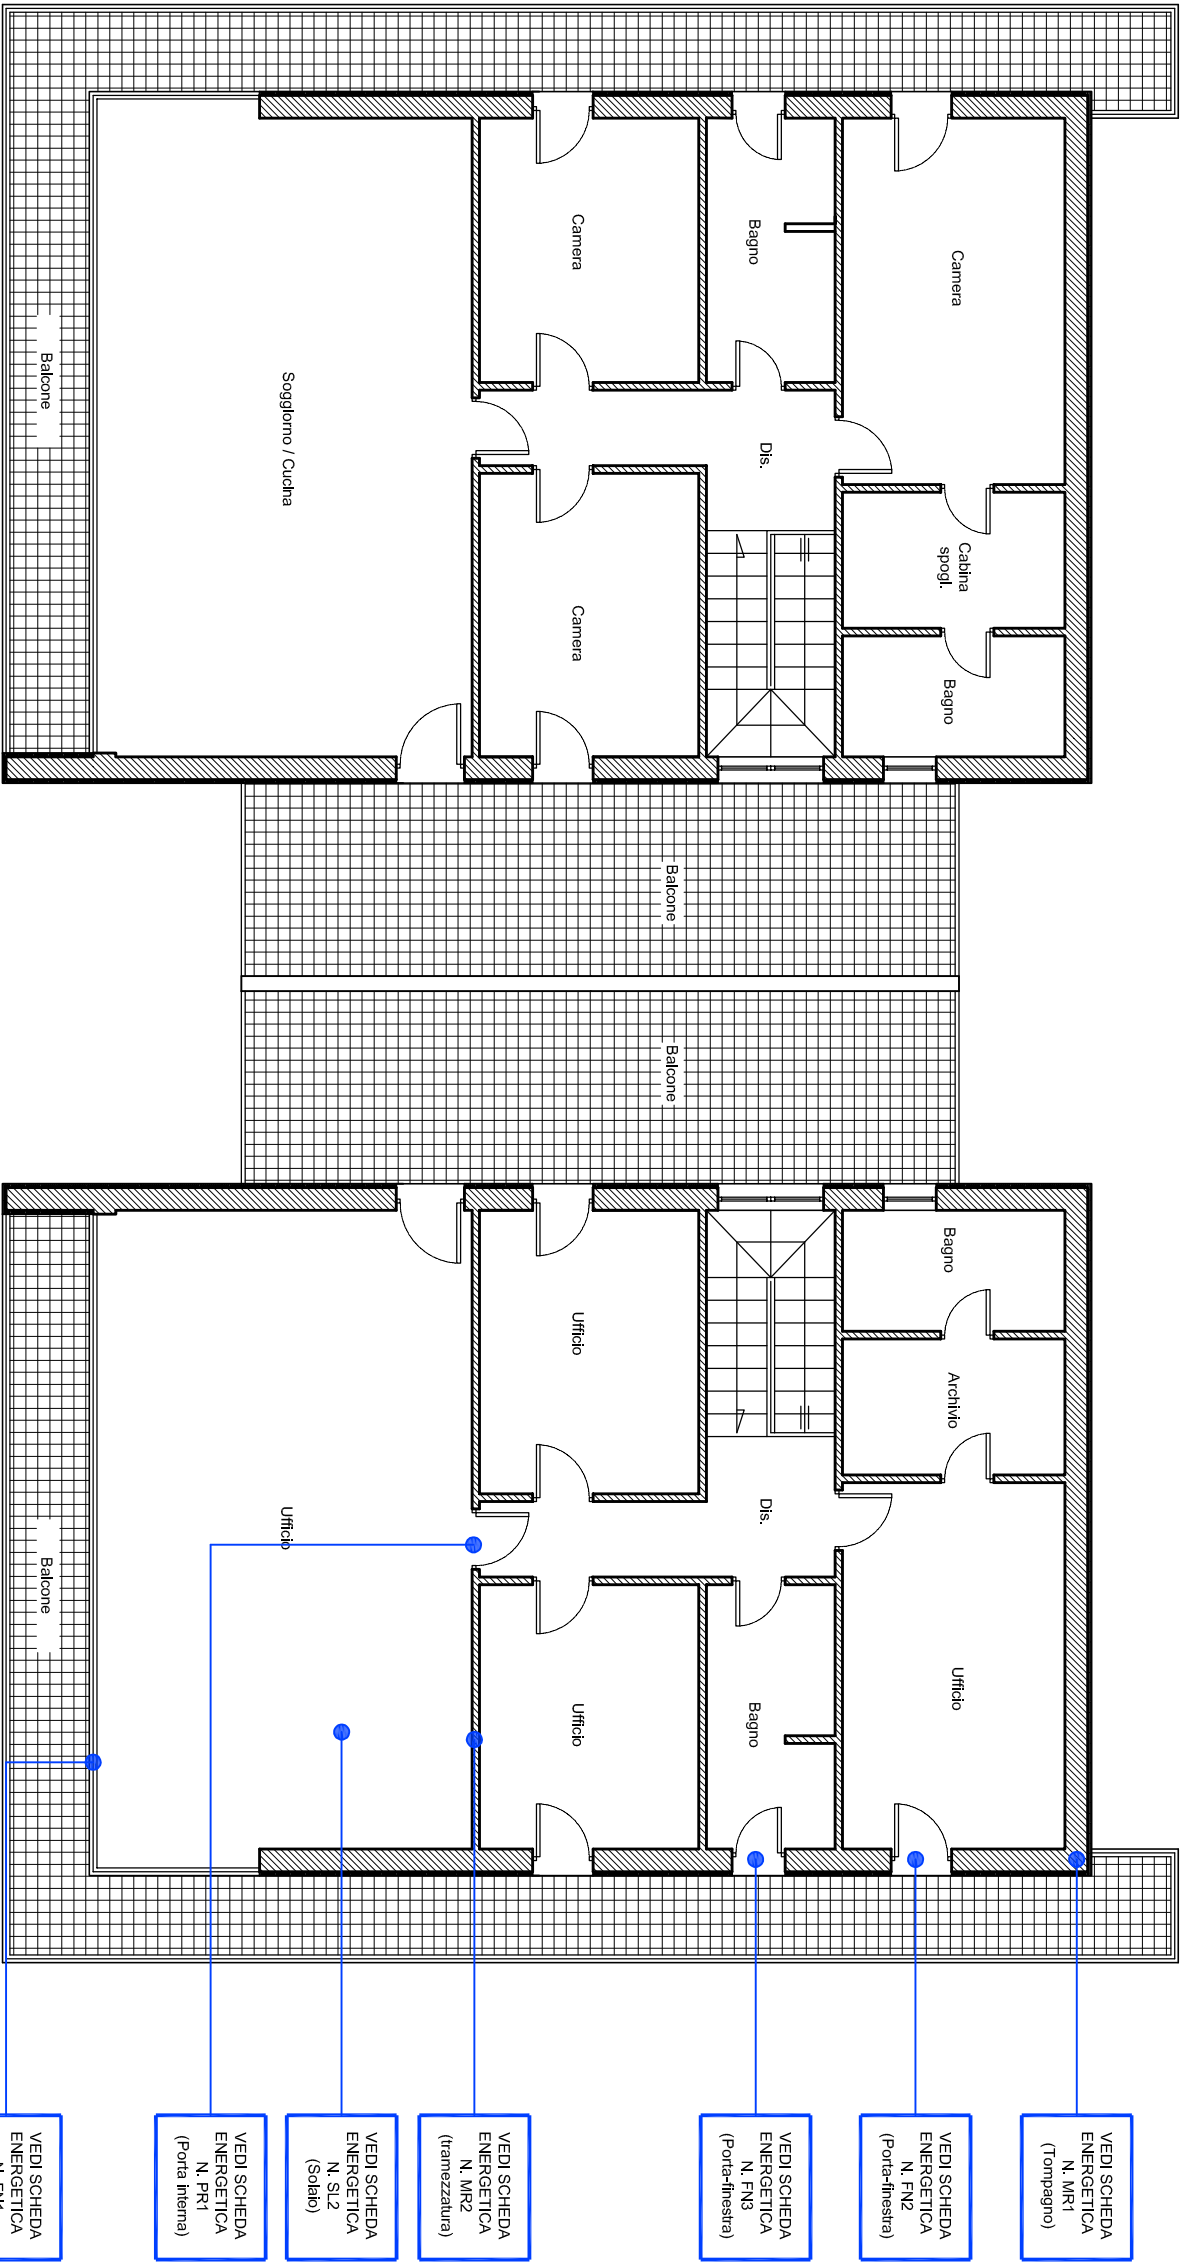 Camera
Cabina
spogl.
Bagno
Bagno
Archivio
Ufficio
Bagno
Dis.
Dis.
Bagno
Balcone
Balcone
Camera
Camera
Ufficio
Ufficio
Soggiorno / Cucina
Ufficio
Balcone
Balcone
VEDI SCHEDA
ENERGETICA
N. MR1
(Tompagno)
VEDI SCHEDA
ENERGETICA
N. FN2
(Porta-finestra)
VEDI SCHEDA
ENERGETICA
N. FN3
(Porta-finestra)
VEDI SCHEDA
ENERGETICA
N. MR2
(tramezzatura)
VEDI SCHEDA
ENERGETICA
N. SL2
(Solaio)
VEDI SCHEDA
ENERGETICA
N. PR1
(Porta interna)
VEDI SCHEDA
ENERGETICA
N. FN1